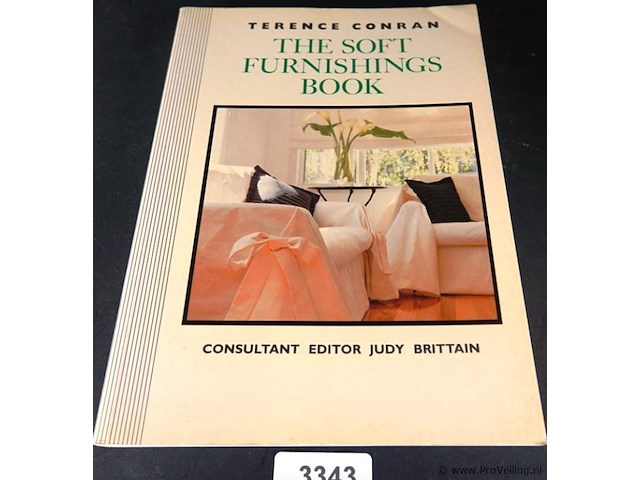 TERENCE CONRAN
THE SOFT
FURNISHINGS
BOOK
CONSULTANT EDITOR JUDY BRITTAIN
3343
© www.ProVeiling.nl